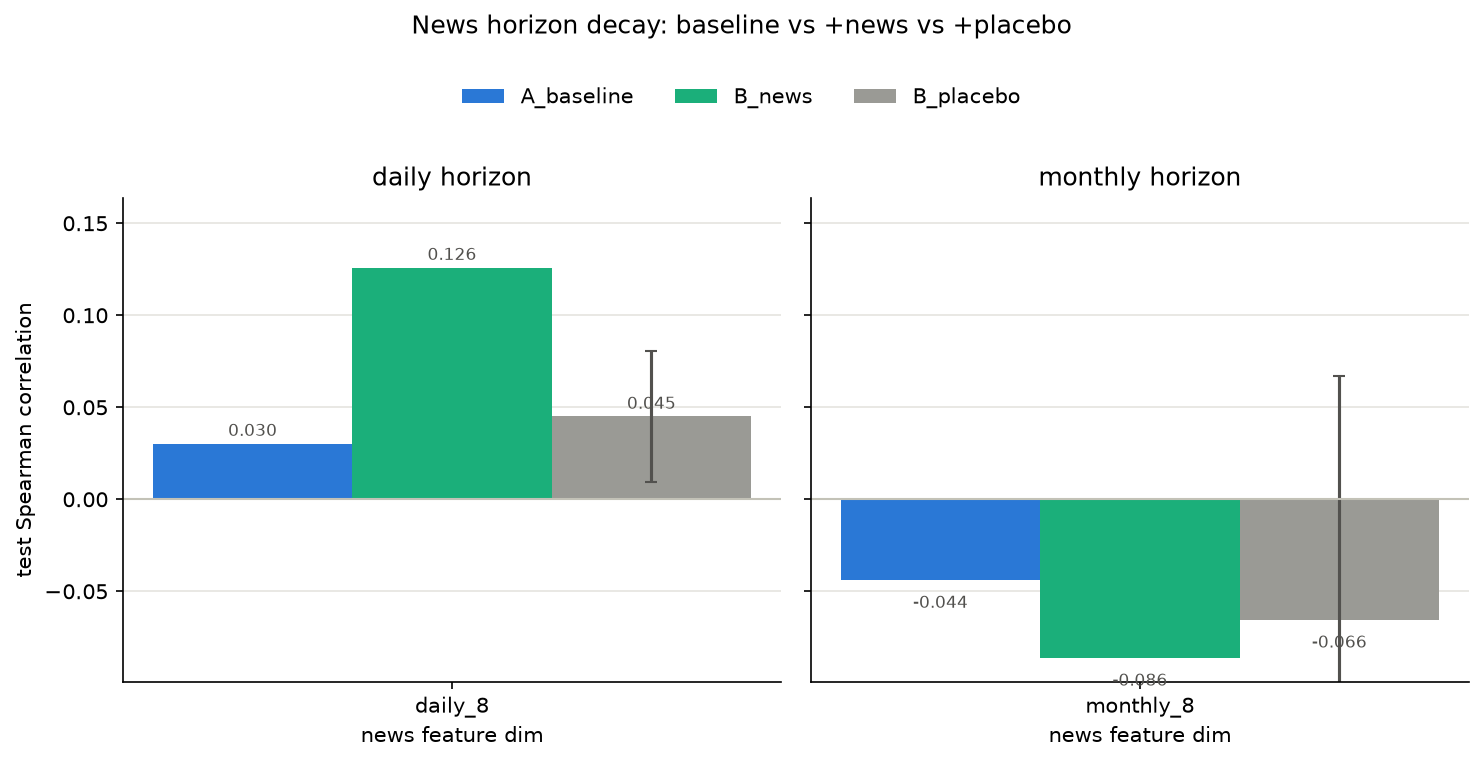 News horizon decay: baseline vs +news vs +placebo
A_baseline B_news B_placebo
daily horizon
monthly horizon
test Spearman correlation
0.15
0.10
0.05
0.00
−0.05
0.030
0.126
0.045
-0.044
-0.086
-0.066
daily_8
news feature dim
monthly_8
news feature dim